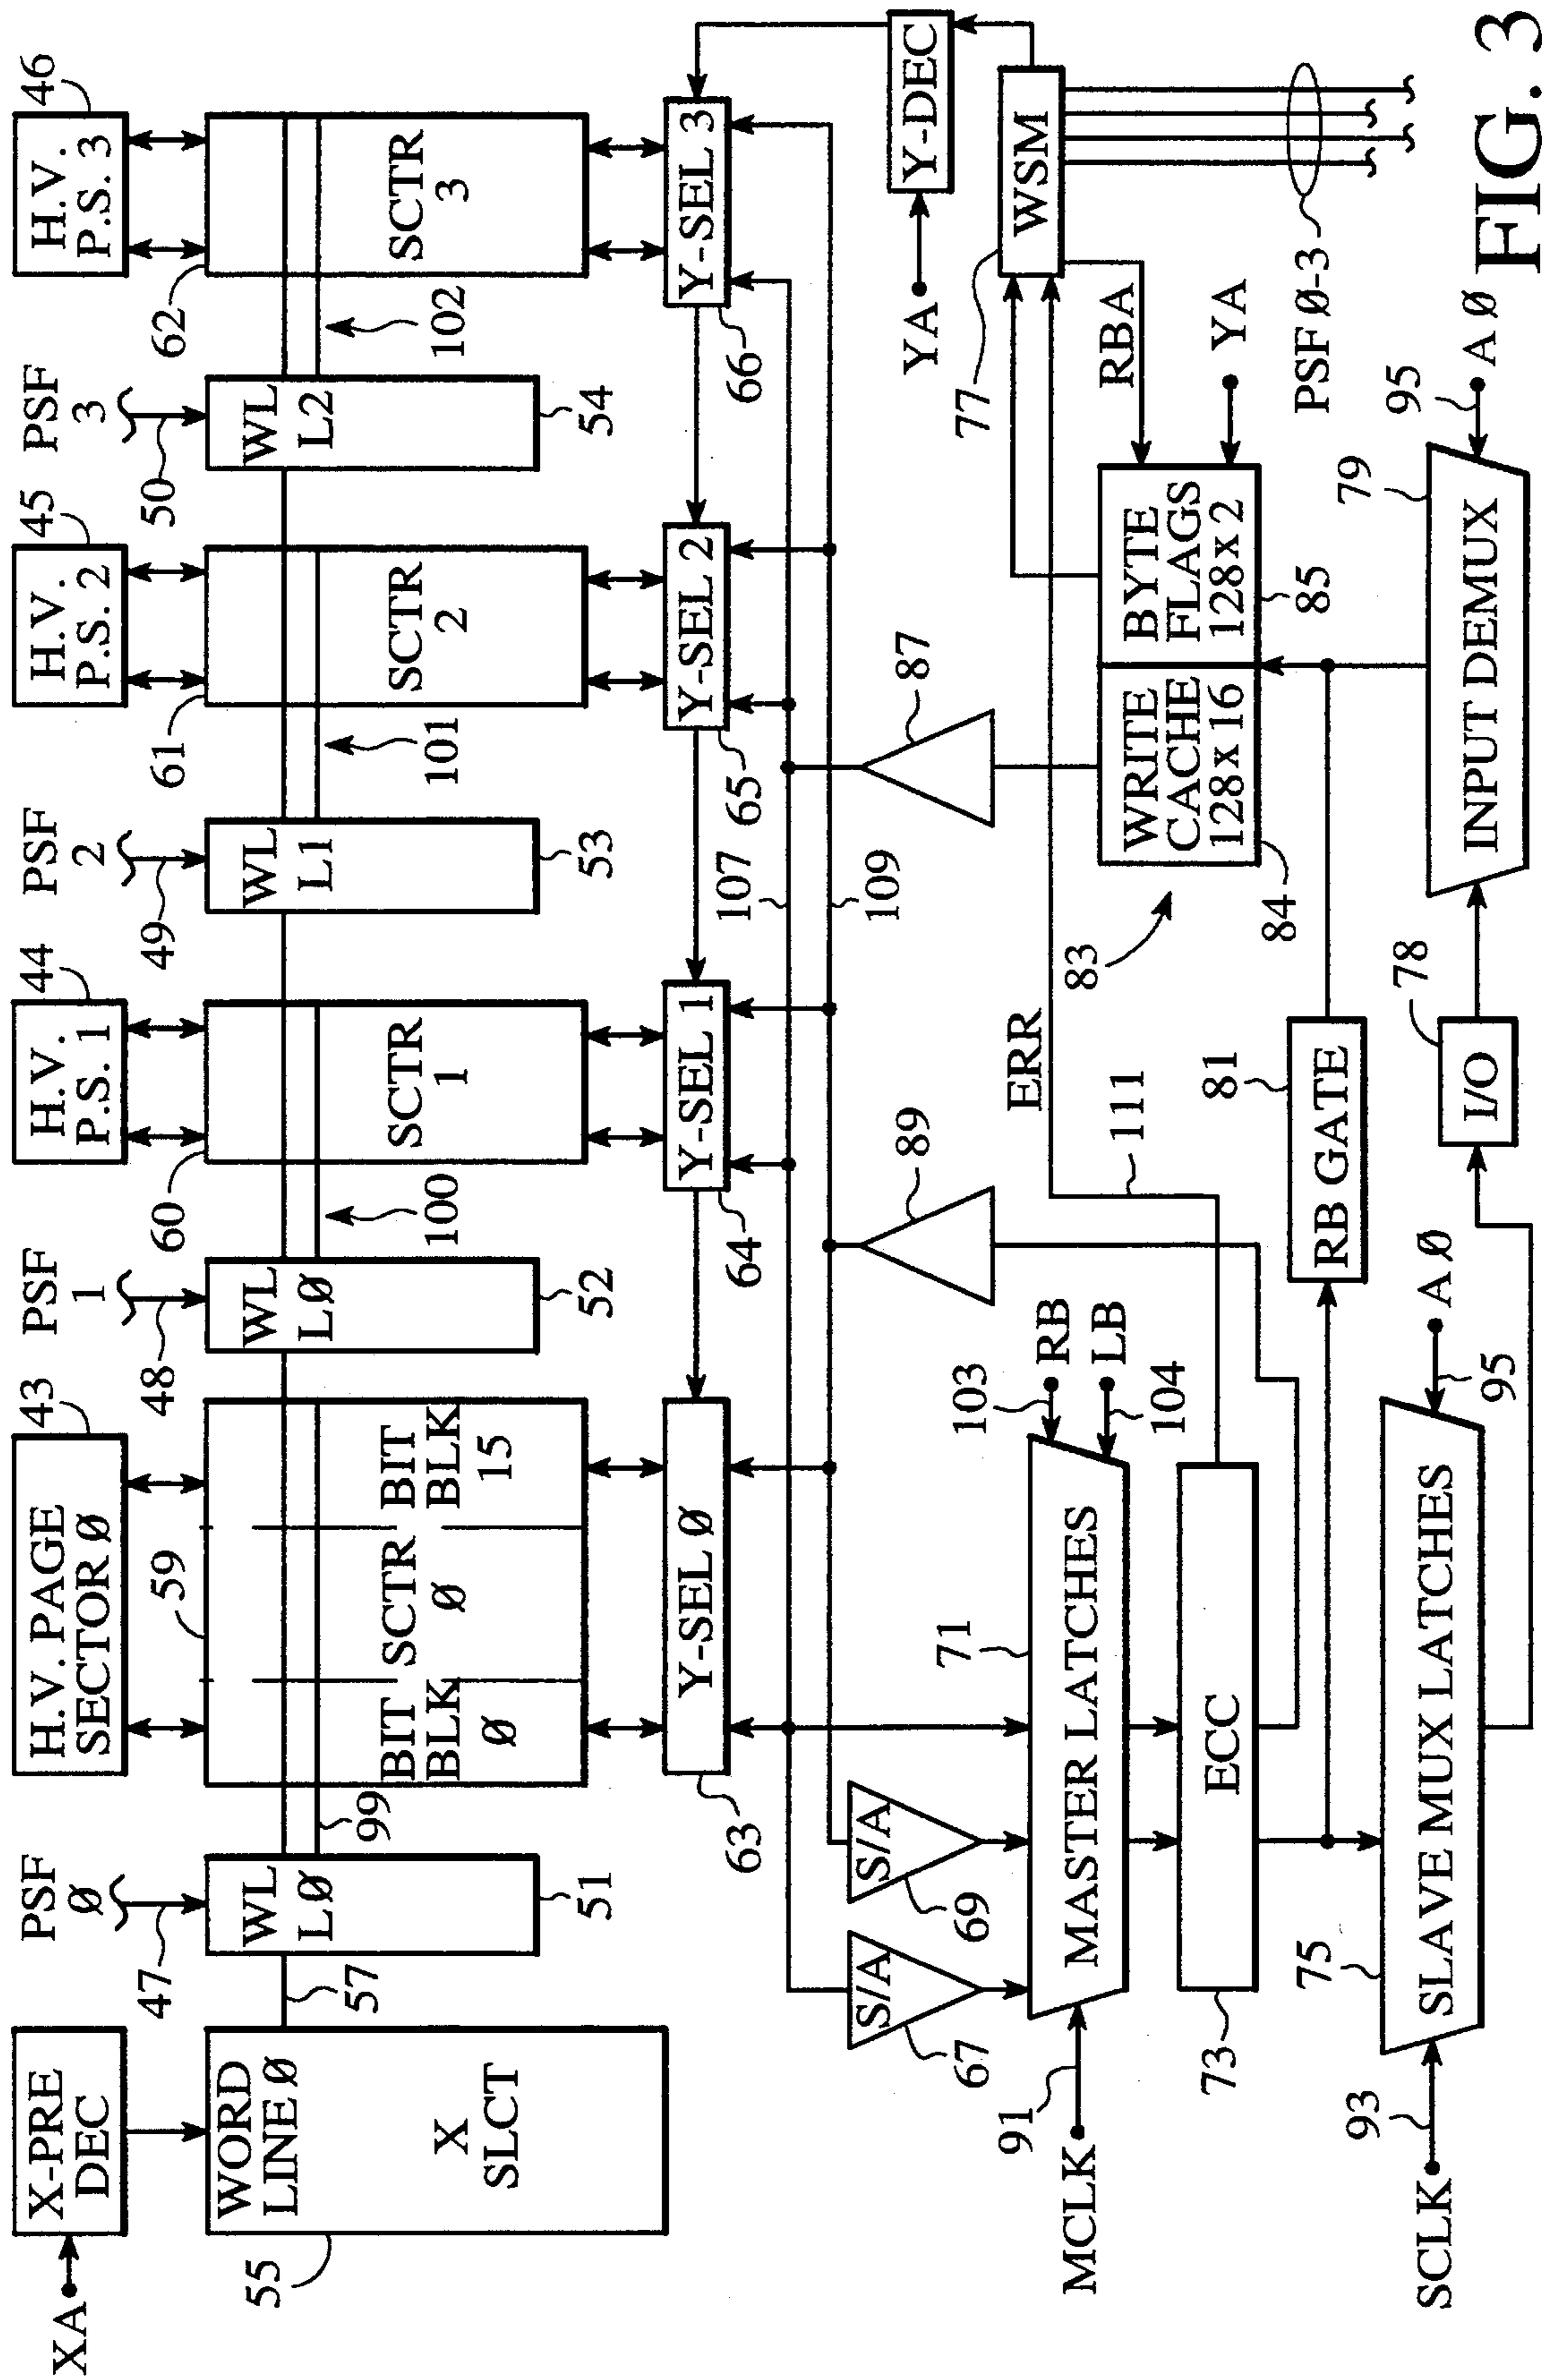 XA
X-PRE
DEC
PSF
Ø
47
H.V. PAGE
SECTOR Ø
43
PSF
1
48
H.V.
P.S. 1
44
PSF
2
49
H.V.
P.S. 2
45
PSF
3
50
H.V.
P.S. 3
46
55
WORD
LINE Ø
X
SLCT
57
WL
LØ
51
99
59
BIT
BLK
Ø
SCTR
Ø
BIT
BLK
15
WL
LØ
52
100
60
SCTR
1
WL
L1
53
101
61
SCTR
2
WL
L2
54
102
62
SCTR
3
63
Y-SEL Ø
64
Y-SEL 1
65
Y-SEL 2
66
Y-SEL 3
107
109
S/A
67
S/A
69
89
87
YA
Y-DEC
MCLK
91
71
MASTER LATCHES
103
RB
LB
104
ERR
111
77
WSM
RBA
YA
PSF Ø-3
73
ECC
83
84
WRITE
CACHE
128x16
BYTE
FLAGS
128x2
85
81
RB GATE
SCLK
93
75
SLAVE MUX LATCHES
95
AØ
78
I/O
79
INPUT DEMUX
95
AØ
FIG. 3